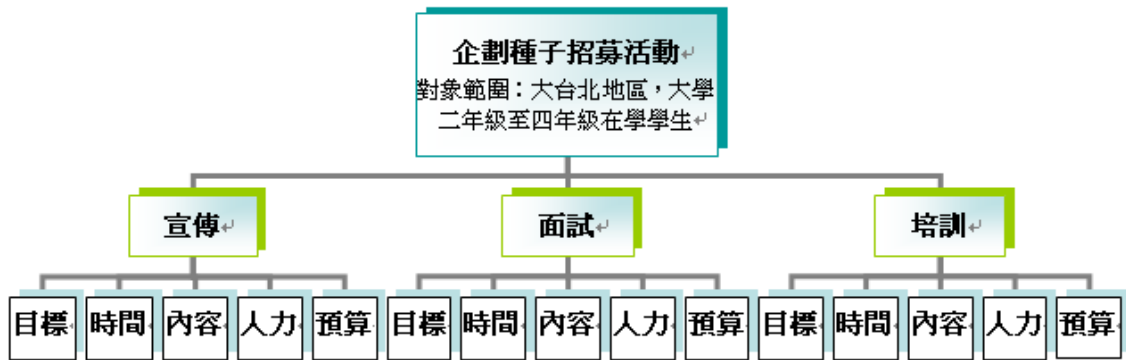 企劃種子招募活動
對象範圍：大台北地區，大學
二年級至四年級在學學生
宣傳
面試
培訓
目標 時間 內容 人力 預算 目標 時間 內容 人力 預算 目標 時間 內容 人力 預算